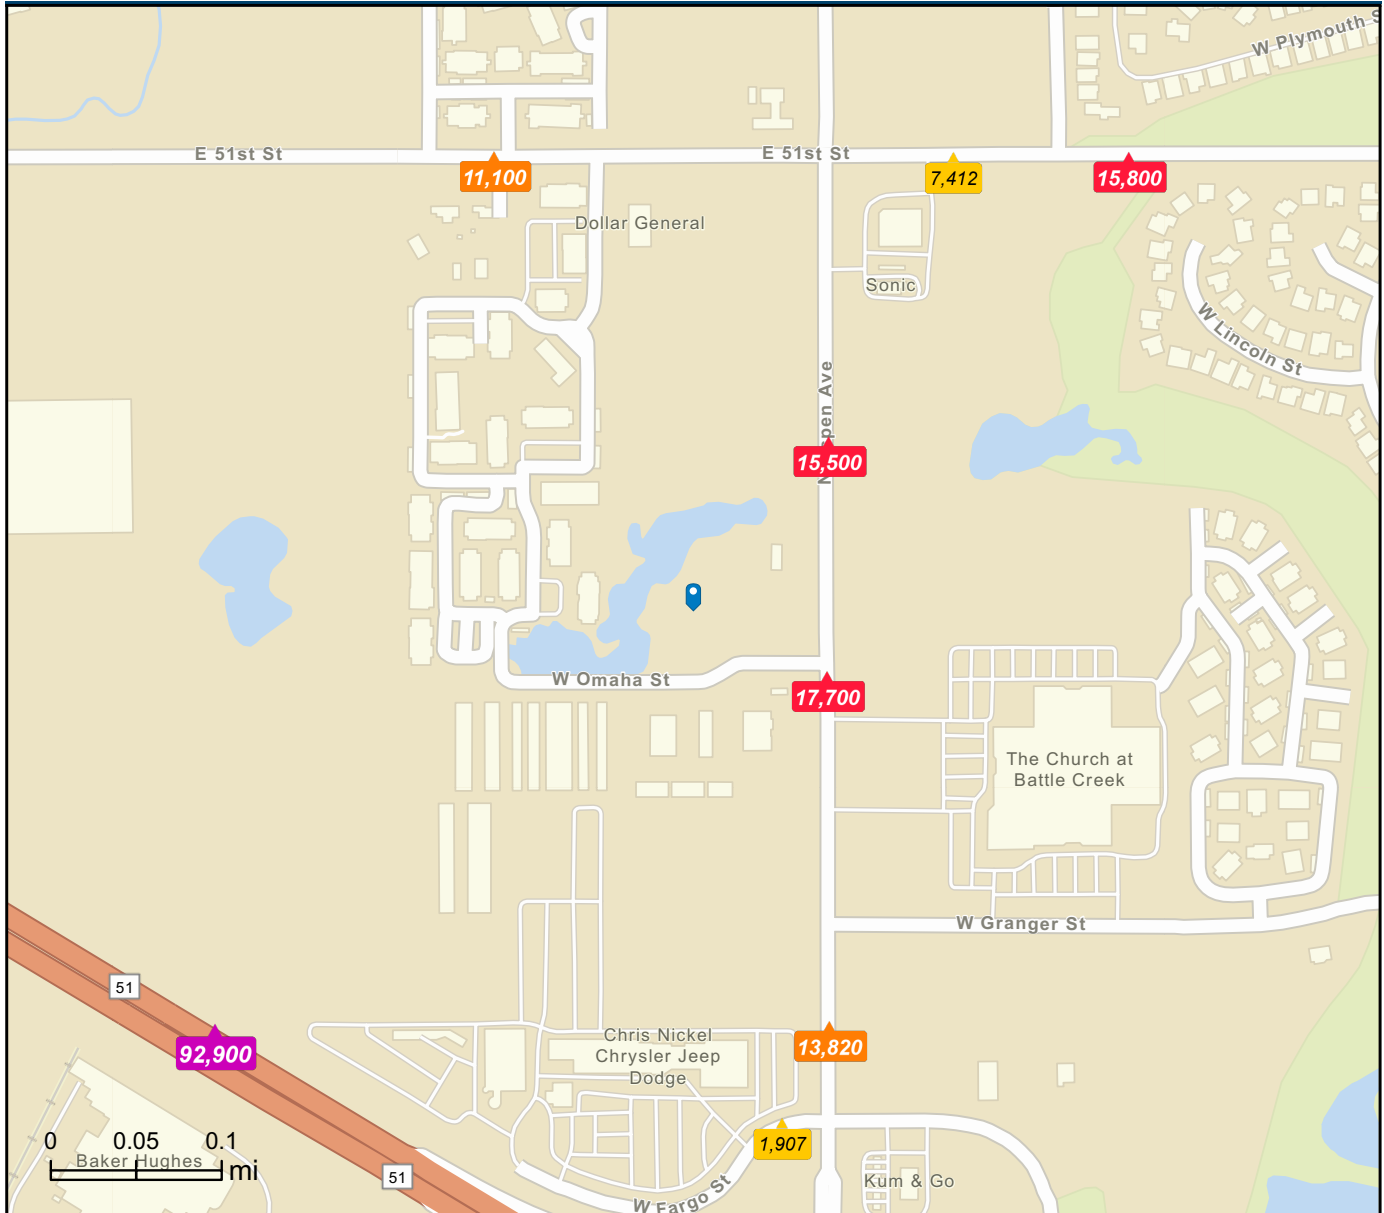 W Plymouth S
E 51st St
E 51st St
11,100
7,412
15,800
Dollar General
Sonic
W Lincoln St
N
spen Ave
15,500
W Omaha St
17,700
The Church at
Battle Creek
W Granger St
51
92,900
Chris Nickel
Chrysler Jeep
Dodge
13,820
0 0.05 0.1
mi
Baker Hughes
51
1,907
W Fargo St
Kum & Go